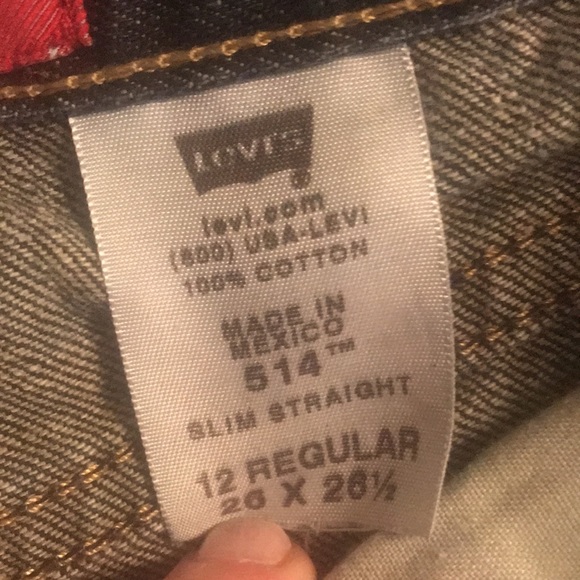 LEVI'S
®
levi.com
(800) USA-LEVI
100% COTTON
MADE IN
MEXICO
514™
SLIM STRAIGHT
12 REGULAR
26 X 26½